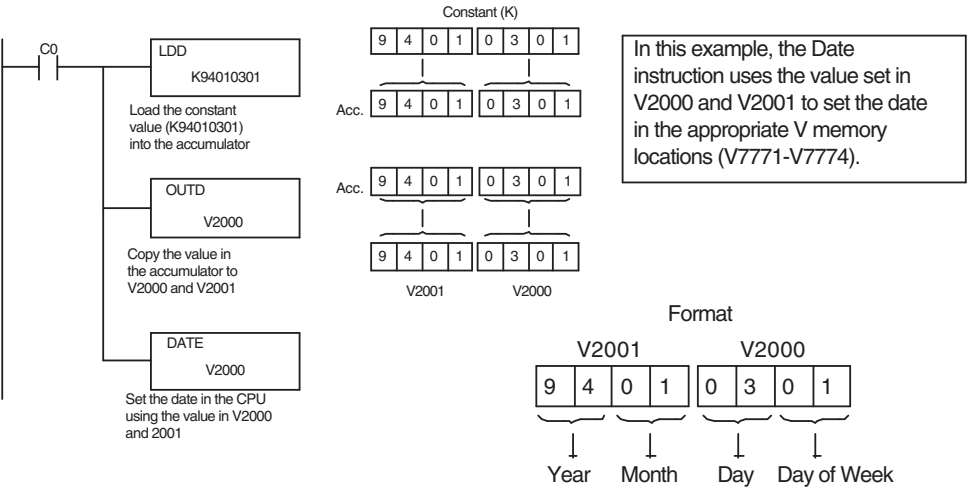 Constant (K)
C0
LDD
K94010301
Load the constant
value (K94010301)
into the accumulator
9 4 0 1 0 3 0 1
Acc. 9 4 0 1 0 3 0 1
In this example, the Date
instruction uses the value set in
V2000 and V2001 to set the date
in the appropriate V memory
locations (V7771-V7774).
OUTD
V2000
Copy the value in
the accumulator to
V2000 and V2001
Acc. 9 4 0 1 0 3 0 1
9 4 0 1 0 3 0 1
V2001 V2000
DATE
V2000
Set the date in the CPU
using the value in V2000
and 2001
Format
V2001 V2000
9 4 0 1 0 3 0 1
Year Month Day Day of Week